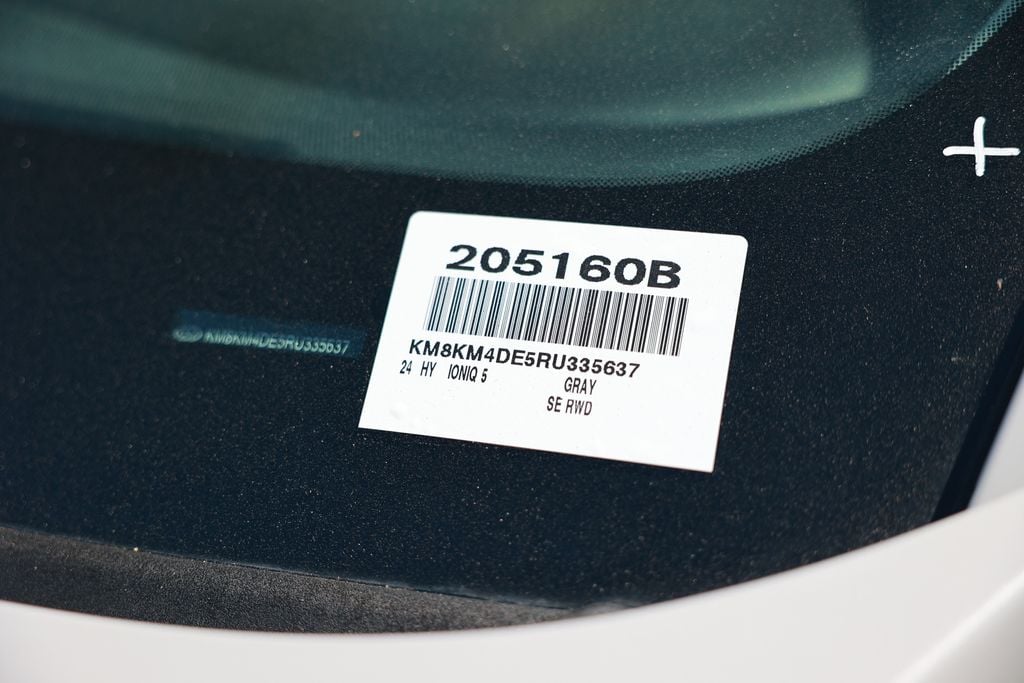 205160B
KM8KM4DE5RU335637
24 HY IONIQ 5 GRAY
SE RWD
KM8KM4DE5RU335637